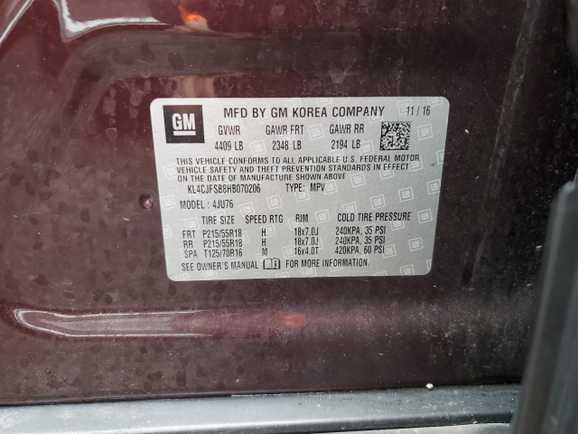 GM
MFD BY GM KOREA COMPANY 11 / 16
GVWR GAWR FRT GAWR RR
4409 LB 2348 LB 2194 LB
THIS VEHICLE CONFORMS TO ALL APPLICABLE U.S. FEDERAL MOTOR
VEHICLE SAFETY AND THEFT PREVENTION STANDARDS IN EFFECT
ON THE DATE OF MANUFACTURE SHOWN ABOVE.
KL4CJFSB8HB070206 TYPE: MPV
MODEL : 4JU76
TIRE SIZE SPEED RTG RIM COLD TIRE PRESSURE
FRT P215/55R18 H 18x7.0J 240KPA, 35 PSI
RR P215/55R18 H 18x7.0J 240KPA, 35 PSI
SPA T125/70R16 M 16x4.0T 420KPA, 60 PSI
SEE OWNER'S MANUAL FOR MORE INFORMATION.